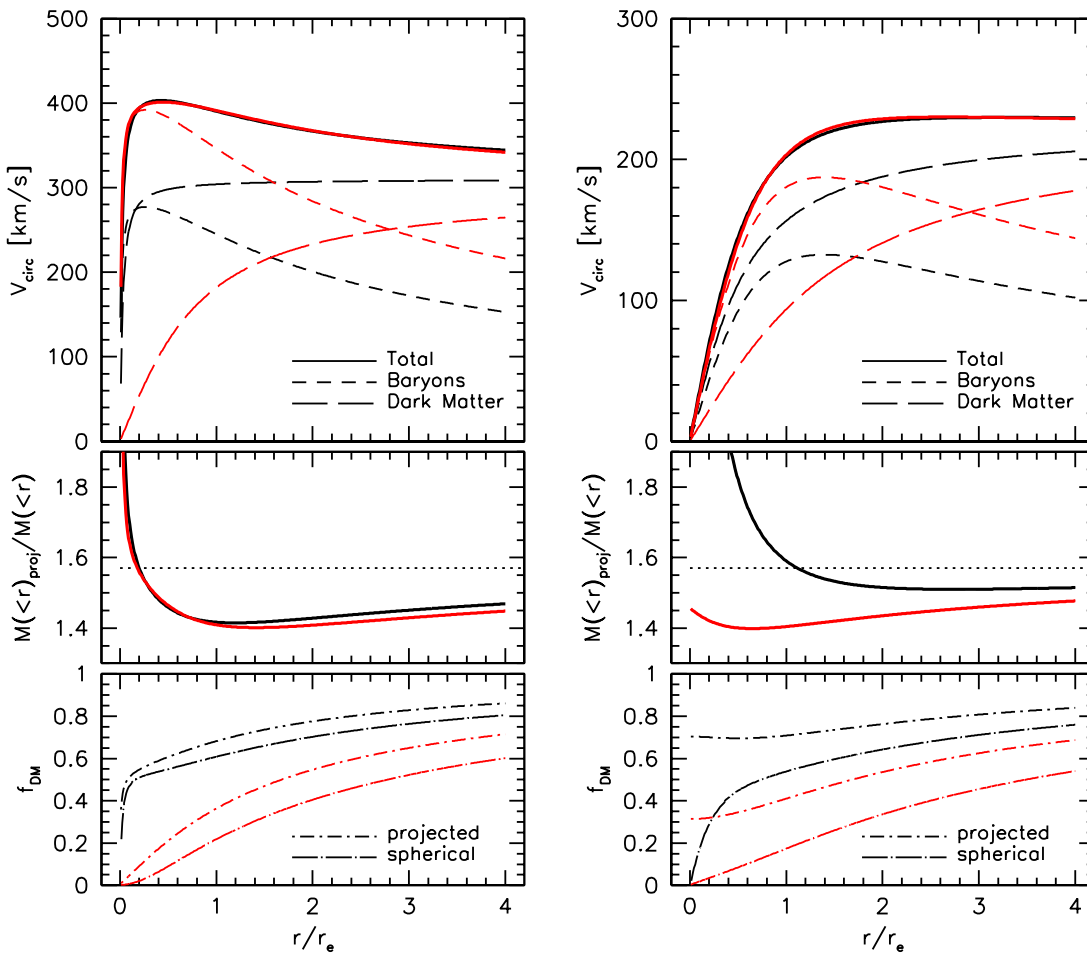 500
400
300
200
100
0
V_circ [km/s]
Total
Baryons
Dark Matter
300
200
100
0
V_circ [km/s]
Total
Baryons
Dark Matter
1.8
1.6
1.4
M(<r)_proj/M(<r)
1.8
1.6
1.4
M(<r)_proj/M(<r)
1
0.8
0.6
0.4
0.2
0
f_DM
projected
spherical
0 1 2 3 4
r/r_e
1
0.8
0.6
0.4
0.2
0
f_DM
projected
spherical
0 1 2 3 4
r/r_e